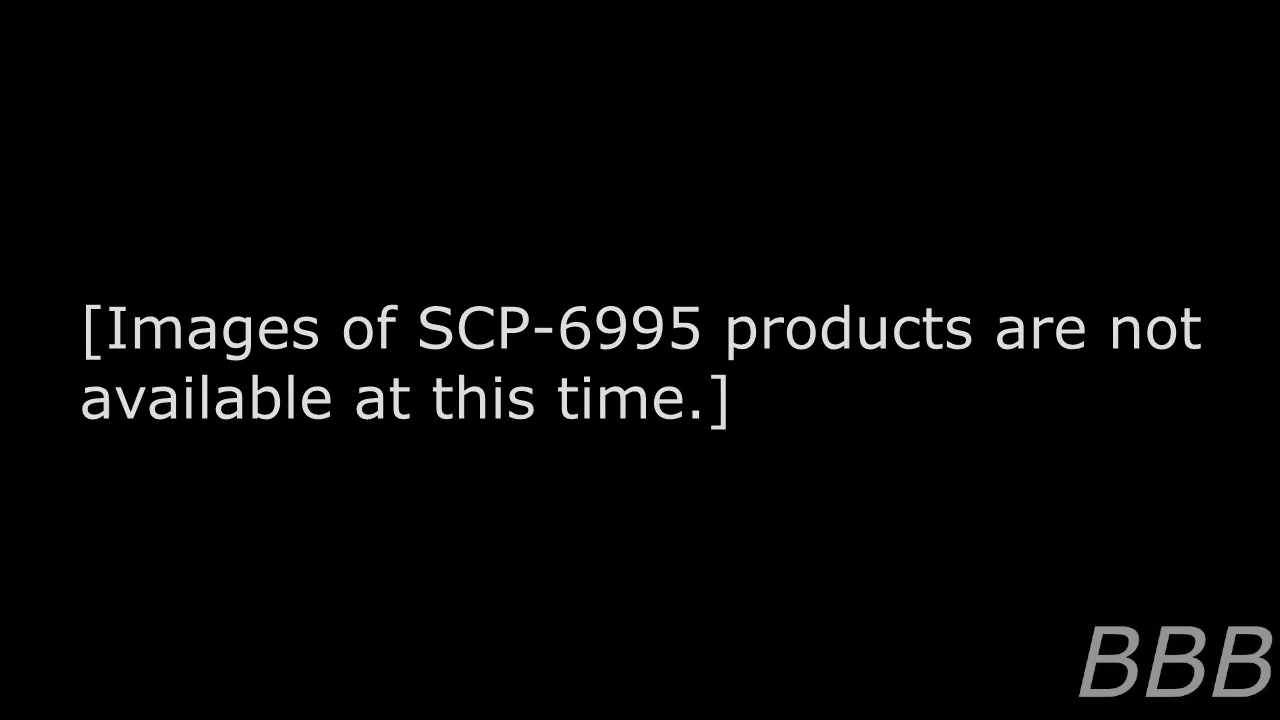 [Images of SCP-6995 products are not
available at this time.]
BBB